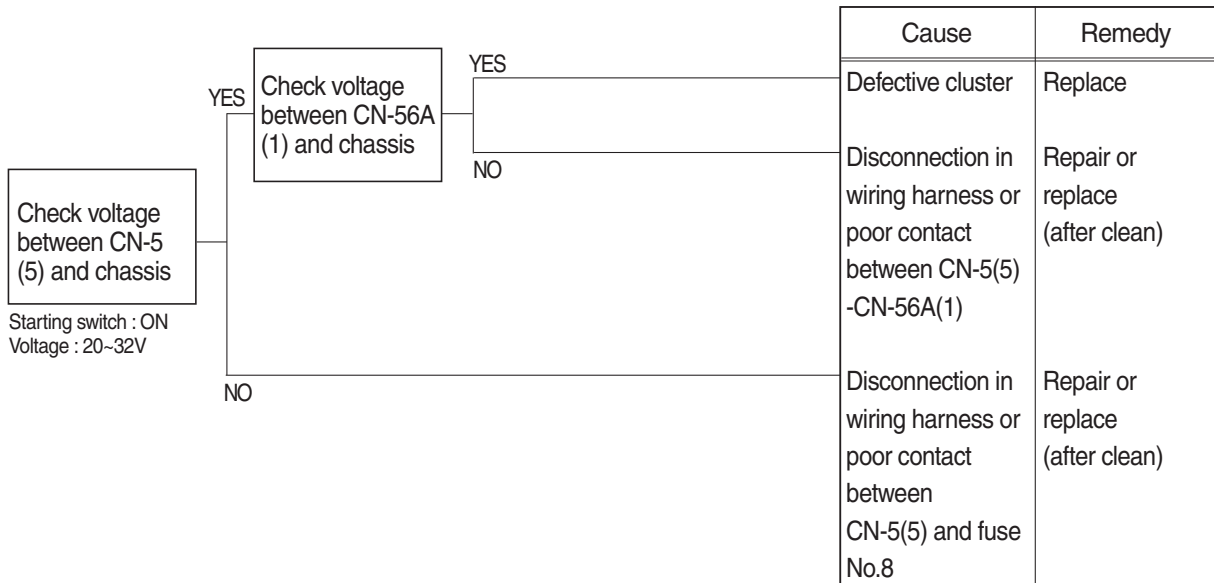 Check voltage
between CN-5
(5) and chassis
Starting switch : ON
Voltage : 20~32V
YES
NO
Check voltage
between CN-56A
(1) and chassis
YES
NO
Cause
Remedy
Defective cluster
Replace
Disconnection in
wiring harness or
poor contact
between CN-5(5)
-CN-56A(1)
Repair or
replace
(after clean)
Disconnection in
wiring harness or
poor contact
between
CN-5(5) and fuse
No.8
Repair or
replace
(after clean)